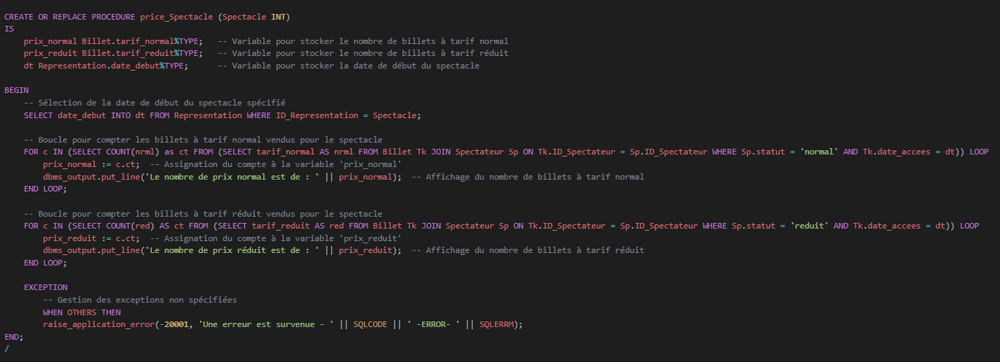 CREATE OR REPLACE PROCEDURE price_Spectacle (Spectacle INT)
IS
    prix_normal Billet.tarif_normal%TYPE;   -- Variable pour stocker le nombre de billets à tarif normal
    prix_reduit Billet.tarif_reduit%TYPE;   -- Variable pour stocker le nombre de billets à tarif réduit
    dt Representation.date_debut%TYPE;      -- Variable pour stocker la date de début du spectacle
BEGIN
    -- Sélection de la date de début du spectacle spécifié
    SELECT date_debut INTO dt FROM Representation WHERE ID_Representation = Spectacle;
    -- Boucle pour compter les billets à tarif normal vendus pour le spectacle
    FOR c IN (SELECT COUNT(nrml) as ct FROM (SELECT tarif_normal AS nrml FROM Billet Tk JOIN Spectateur Sp ON Tk.ID_Spectateur = Sp.ID_Spectateur WHERE Sp.statut = 'normal' AND Tk.date_accees = dt)) LOOP
        prix_normal := c.ct;  -- Assignation du compte à la variable 'prix_normal'
        dbms_output.put_line('Le nombre de prix normal est de : ' || prix_normal);  -- Affichage du nombre de billets à tarif normal
    END LOOP;
    -- Boucle pour compter les billets à tarif réduit vendus pour le spectacle
    FOR c IN (SELECT COUNT(red) AS ct FROM (SELECT tarif_reduit AS red FROM Billet Tk JOIN Spectateur Sp ON Tk.ID_Spectateur = Sp.ID_Spectateur WHERE Sp.statut = 'reduit' AND Tk.date_accees = dt)) LOOP
        prix_reduit := c.ct;  -- Assignation du compte à la variable 'prix_reduit'
        dbms_output.put_line('Le nombre de prix réduit est de : ' || prix_reduit);  -- Affichage du nombre de billets à tarif réduit
    END LOOP;
    EXCEPTION
        -- Gestion des exceptions non spécifiées
        WHEN OTHERS THEN
        raise_application_error(-20001, 'Une erreur est survenue - ' || SQLCODE || ' -ERROR- ' || SQLERRM);
END;
/